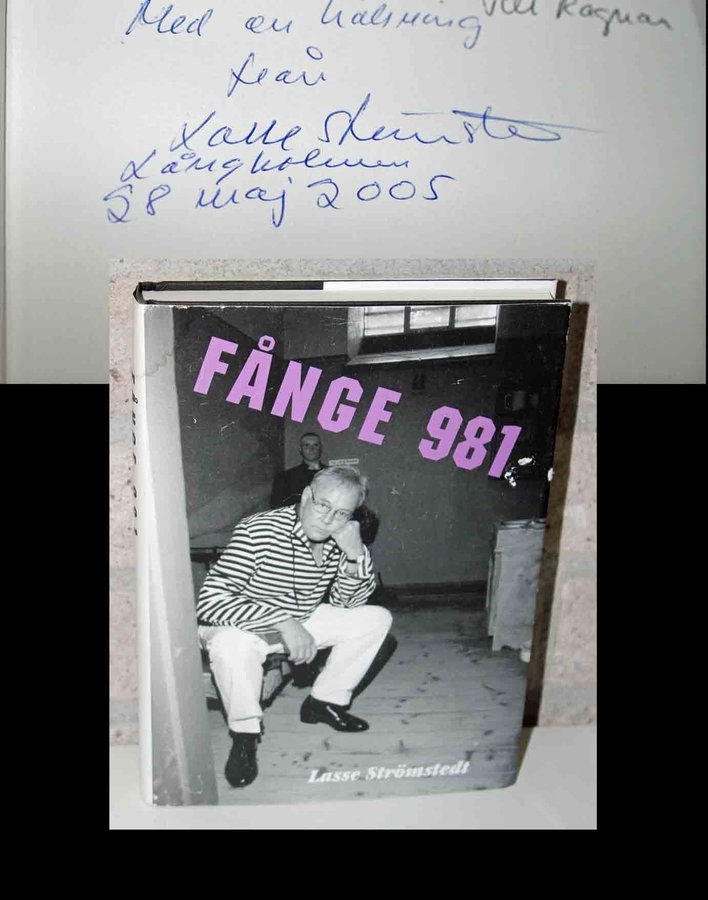 till Ragnar
Med en hälsning
från
Lasse Strömstedt
Långholmen
28 maj 2005
FÅNGE 981
Lasse Strömstedt